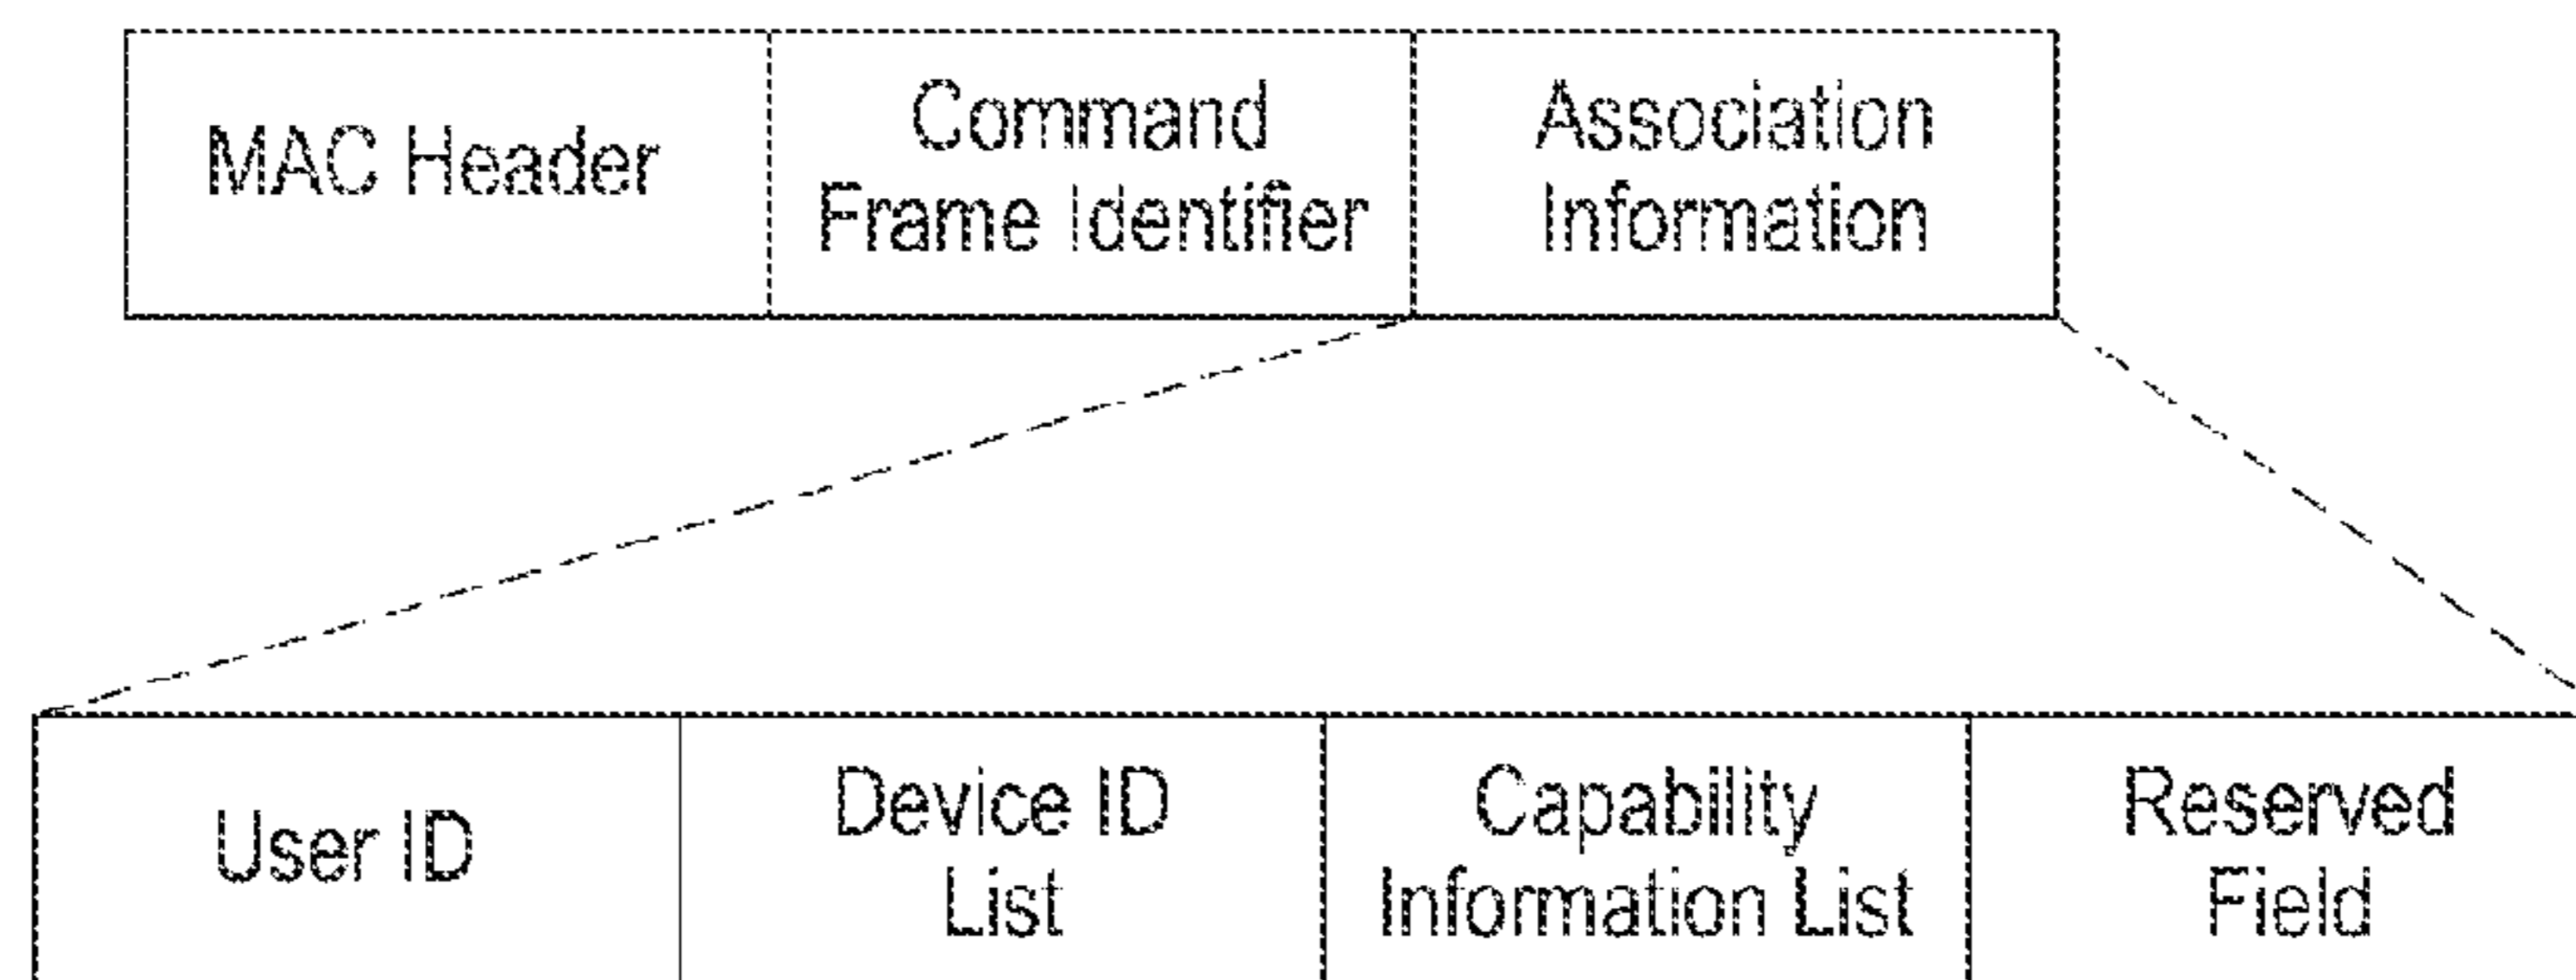 MAC Header
Command
Frame Identifier
Association
Information
User ID
Device ID
List
Capability
Information List
Reserved
Field